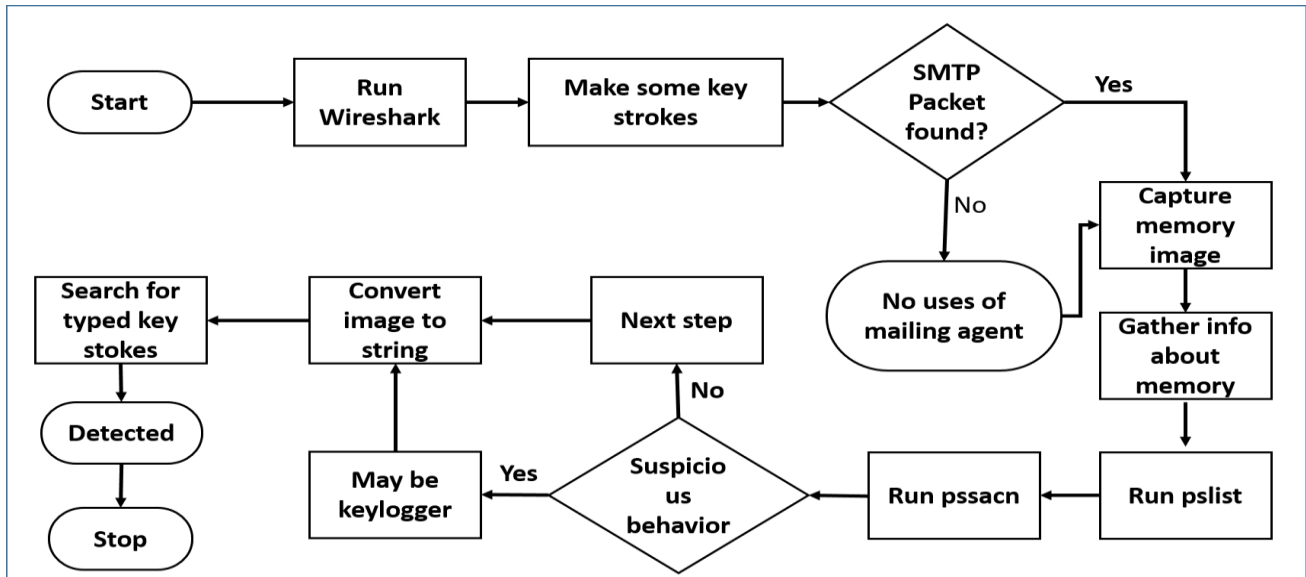 Start
Run
Wireshark
Make some key
strokes
SMTP
Packet
found?
Yes
No
Capture
memory
image
No uses of
mailing agent
Gather info
about
memory
Search for
typed key
stokes
Convert
image to
string
Next step
No
Detected
Yes
May be
keylogger
Suspicio
us
behavior
Run pssacn
Run pslist
Stop